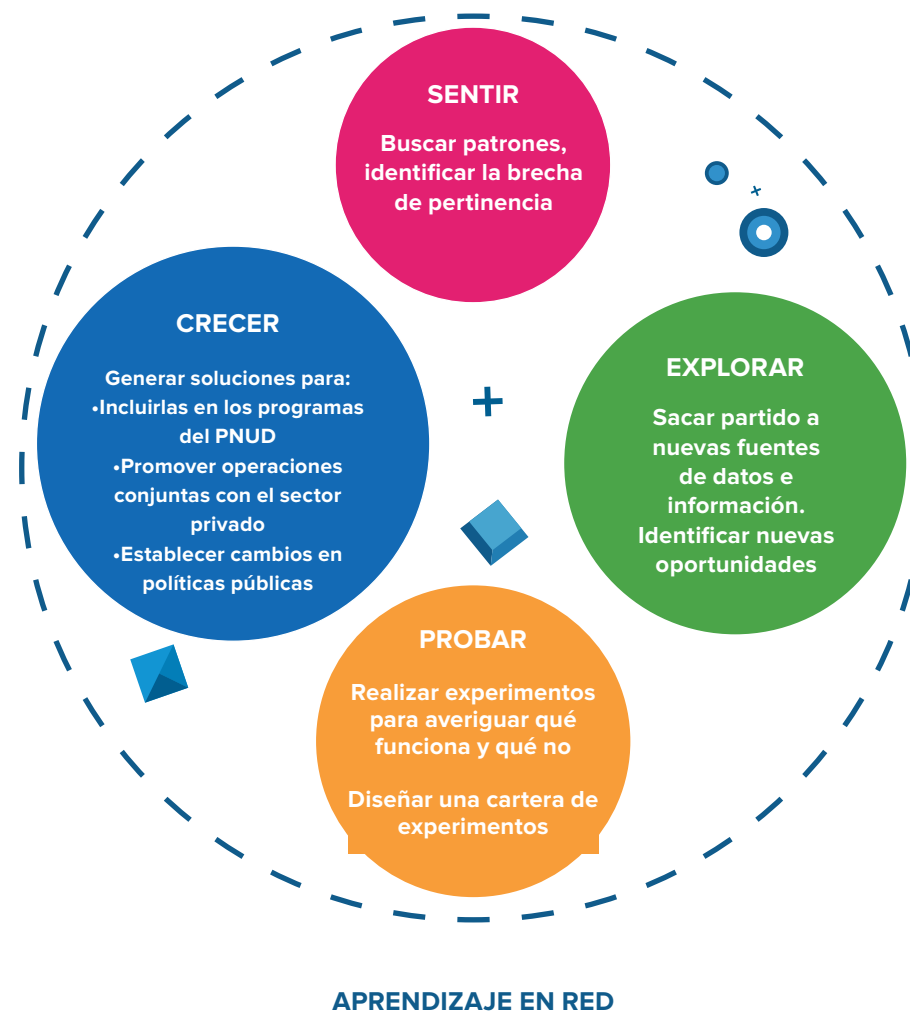 SENTIR
Buscar patrones,
identificar la brecha
de pertinencia
CRECER
Generar soluciones para:
•Incluirlas en los programas
del PNUD
•Promover operaciones
conjuntas con el sector
privado
•Establecer cambios en
políticas públicas
EXPLORAR
Sacar partido a
nuevas fuentes
de datos e
información.
Identificar nuevas
oportunidades
PROBAR
Realizar experimentos
para averiguar qué
funciona y qué no
Diseñar una cartera de
experimentos
APRENDIZAJE EN RED